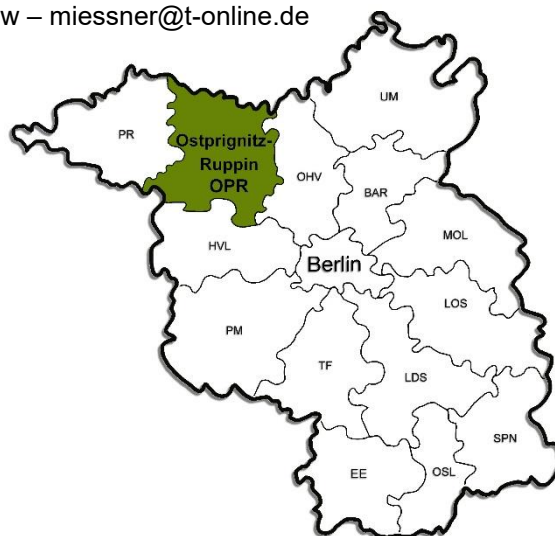 w – miessner@t-online.de
UM
PR
Ostprignitz-
Ruppin
OPR
OHV
BAR
MOL
HVL
Berlin
LOS
PM
TF
LDS
SPN
EE
OSL